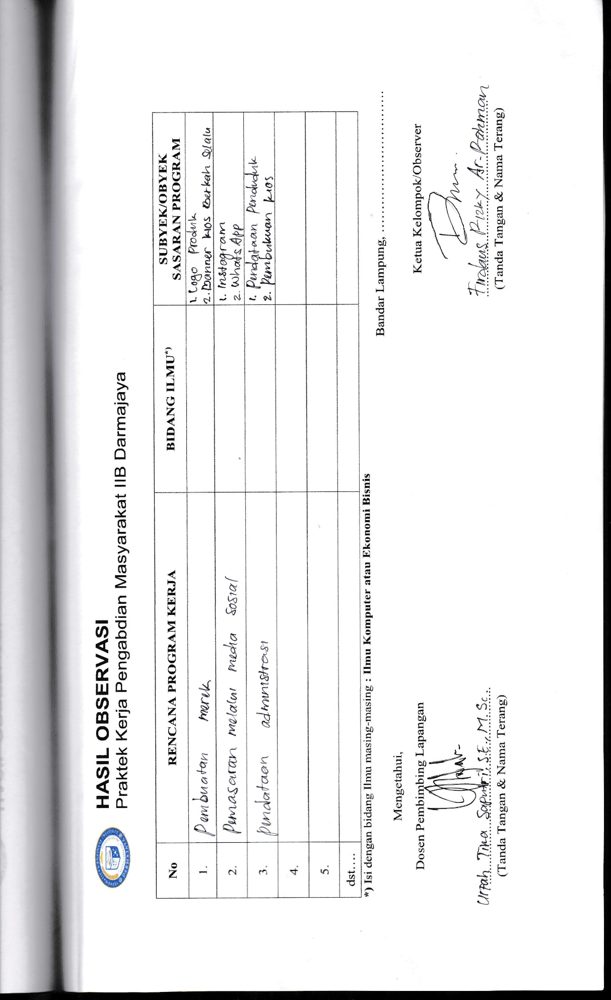 HASIL OBSERVASI
Praktek Kerja Pengabdian Masyarakat IIB Darmajaya
No RENCANA PROGRAM KERJA BIDANG ILMU*) SUBYEK/OBYEK SASARAN PROGRAM
1. Pembuatan merek 1. Logo Produk
2. Banner kios Berkah Selalu
2. Pemasaran melalui media sosial 1. Instagram
2. WhatsApp
3. Pendataan administrasi 1. Pendataan Penduduk
2. Pembukuan kios
4.
5.
dst....
*) Isi dengan bidang Ilmu masing-masing : Ilmu Komputer atau Ekonomi Bisnis
Bandar Lampung, ........................................
Mengetahui,
Dosen Pembimbing Lapangan Ketua Kelompok/Observer
Tina Saputri, S.E., M.Sc. Firdaus Rizky Ar-Rahman
(Tanda Tangan & Nama Terang) (Tanda Tangan & Nama Terang)